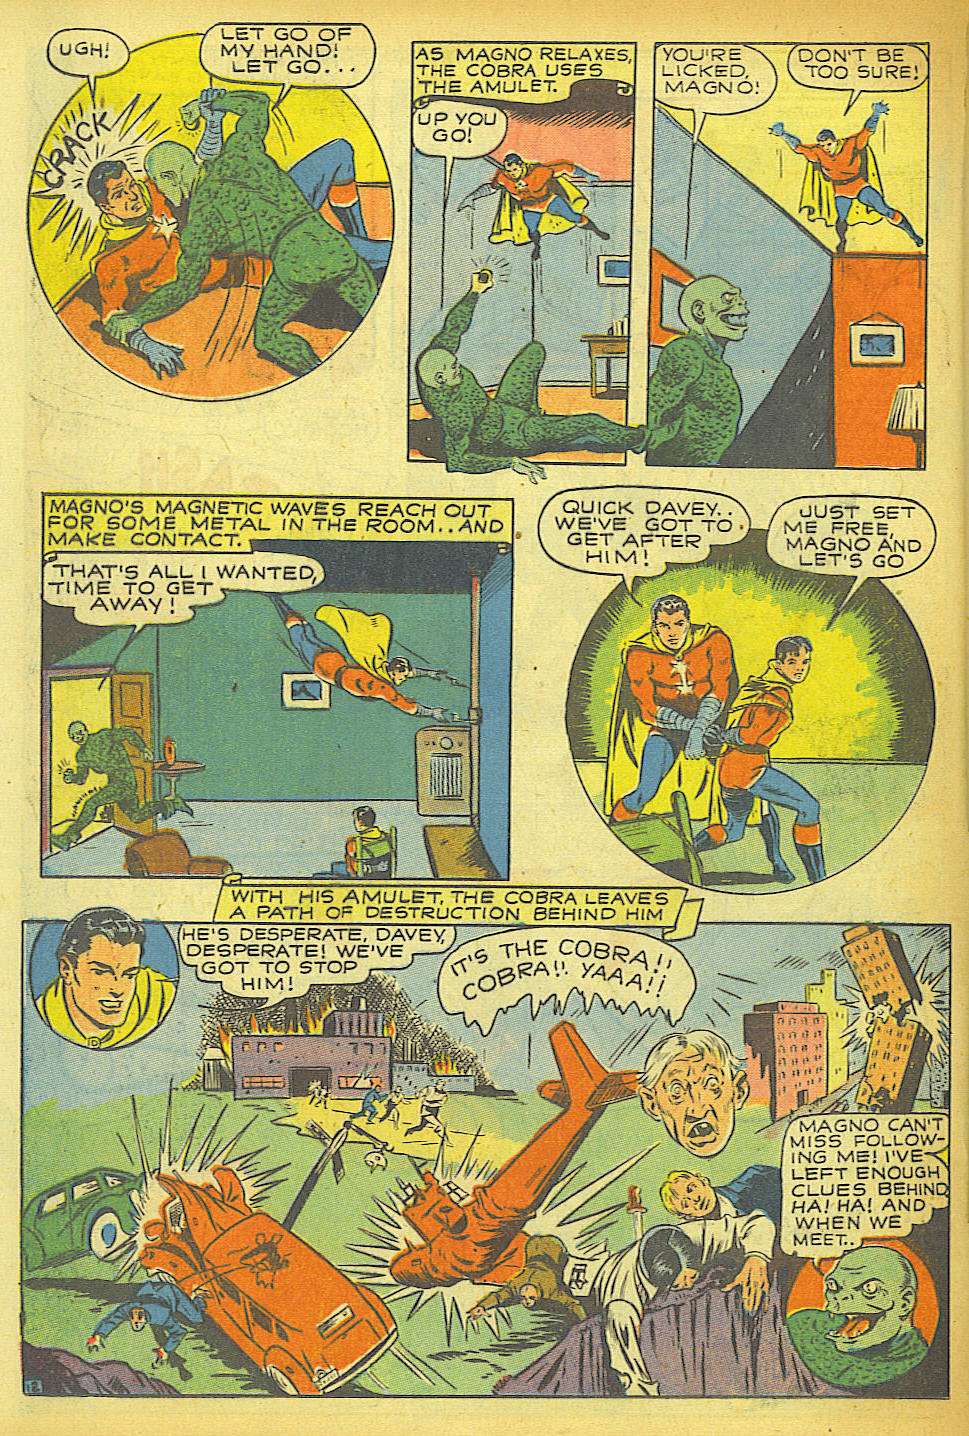 UGH!
LET GO OF
MY HAND!
LET GO...
CRACK
AS MAGNO RELAXES,
THE COBRA USES
THE AMULET.
UP YOU
GO!
YOU'RE
LICKED,
MAGNO!
DON'T BE
TOO SURE!
MAGNO'S MAGNETIC WAVES REACH OUT
FOR SOME METAL IN THE ROOM..AND
MAKE CONTACT.
THAT'S ALL I WANTED,
TIME TO GET
AWAY!
QUICK DAVEY..
WE'VE GOT TO
GET AFTER
HIM!
JUST SET
ME FREE,
MAGNO AND
LET'S GO
WITH HIS AMULET, THE COBRA LEAVES
A PATH OF DESTRUCTION BEHIND HIM
HE'S DESPERATE, DAVEY,
DESPERATE! WE'VE
GOT TO STOP
HIM!
IT'S THE COBRA!!
COBRA!!. YAAA!!
MAGNO CAN'T
MISS FOLLOW-
ING ME! I'VE
LEFT ENOUGH
CLUES BEHIND
HA! HA! AND
WHEN WE
MEET..